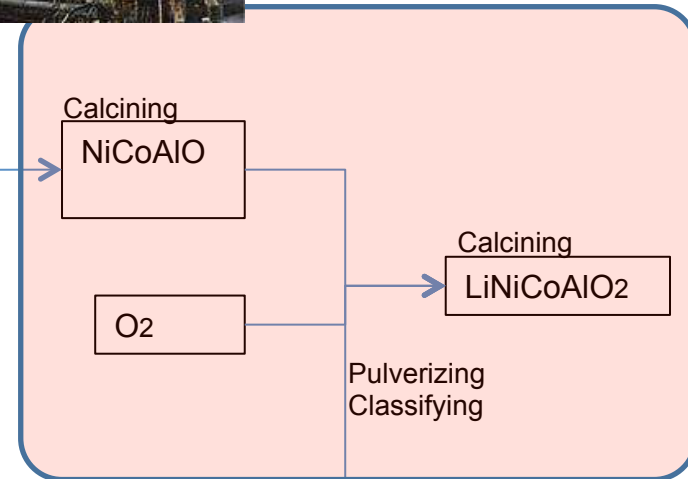 Calcining
NiCoAlO
Calcining
LiNiCoAlO2
O2
Pulverizing
Classifying